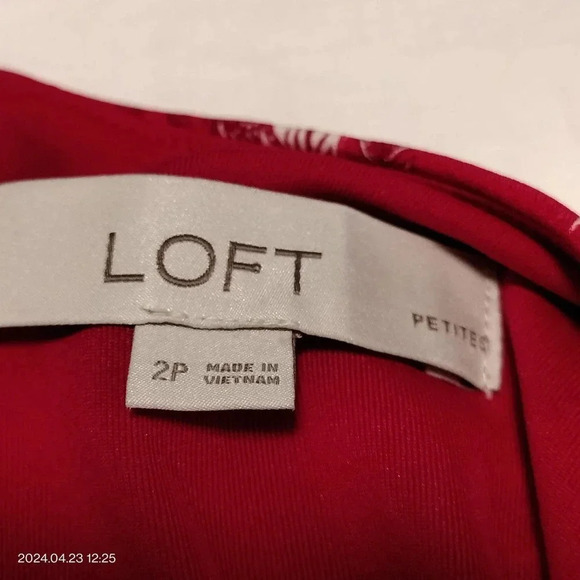 LOFT
PETITES
2P
MADE IN
VIETNAM
2024.04.23 12:25